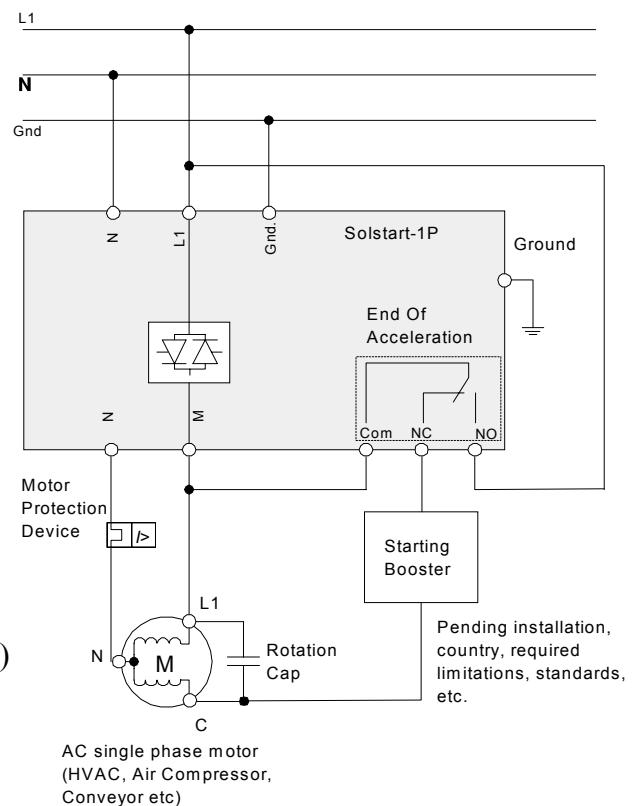 L1
N
Gnd
N
L1
Gnd.
Solstart-1P
Ground
End Of
Acceleration
N
M
Com
NC
NO
Motor
Protection
Device
I>
Starting
Booster
L1
N
M
Rotation
Cap
C
Pending installation,
country, required
limitations, standards,
etc.
)
AC single phase motor
(HVAC, Air Compressor,
Conveyor etc)